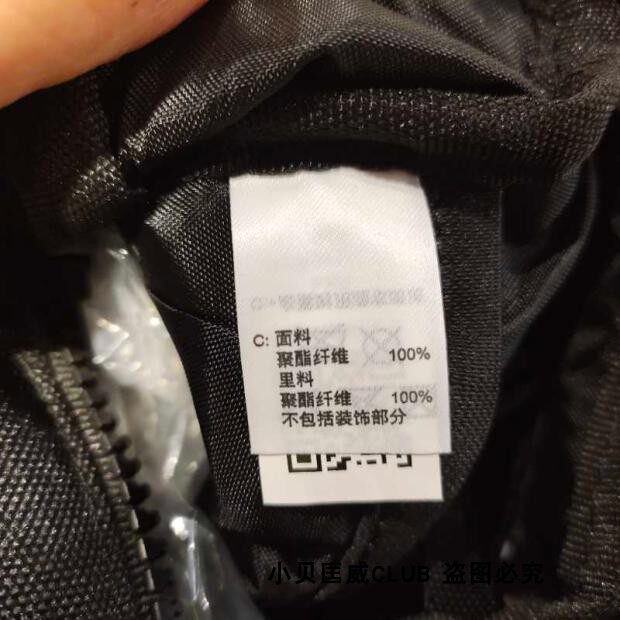 C: 面料
聚酯纤维 100%
里料
聚酯纤维 100%
不包括装饰部分
小贝匡威CLUB 盗图必究